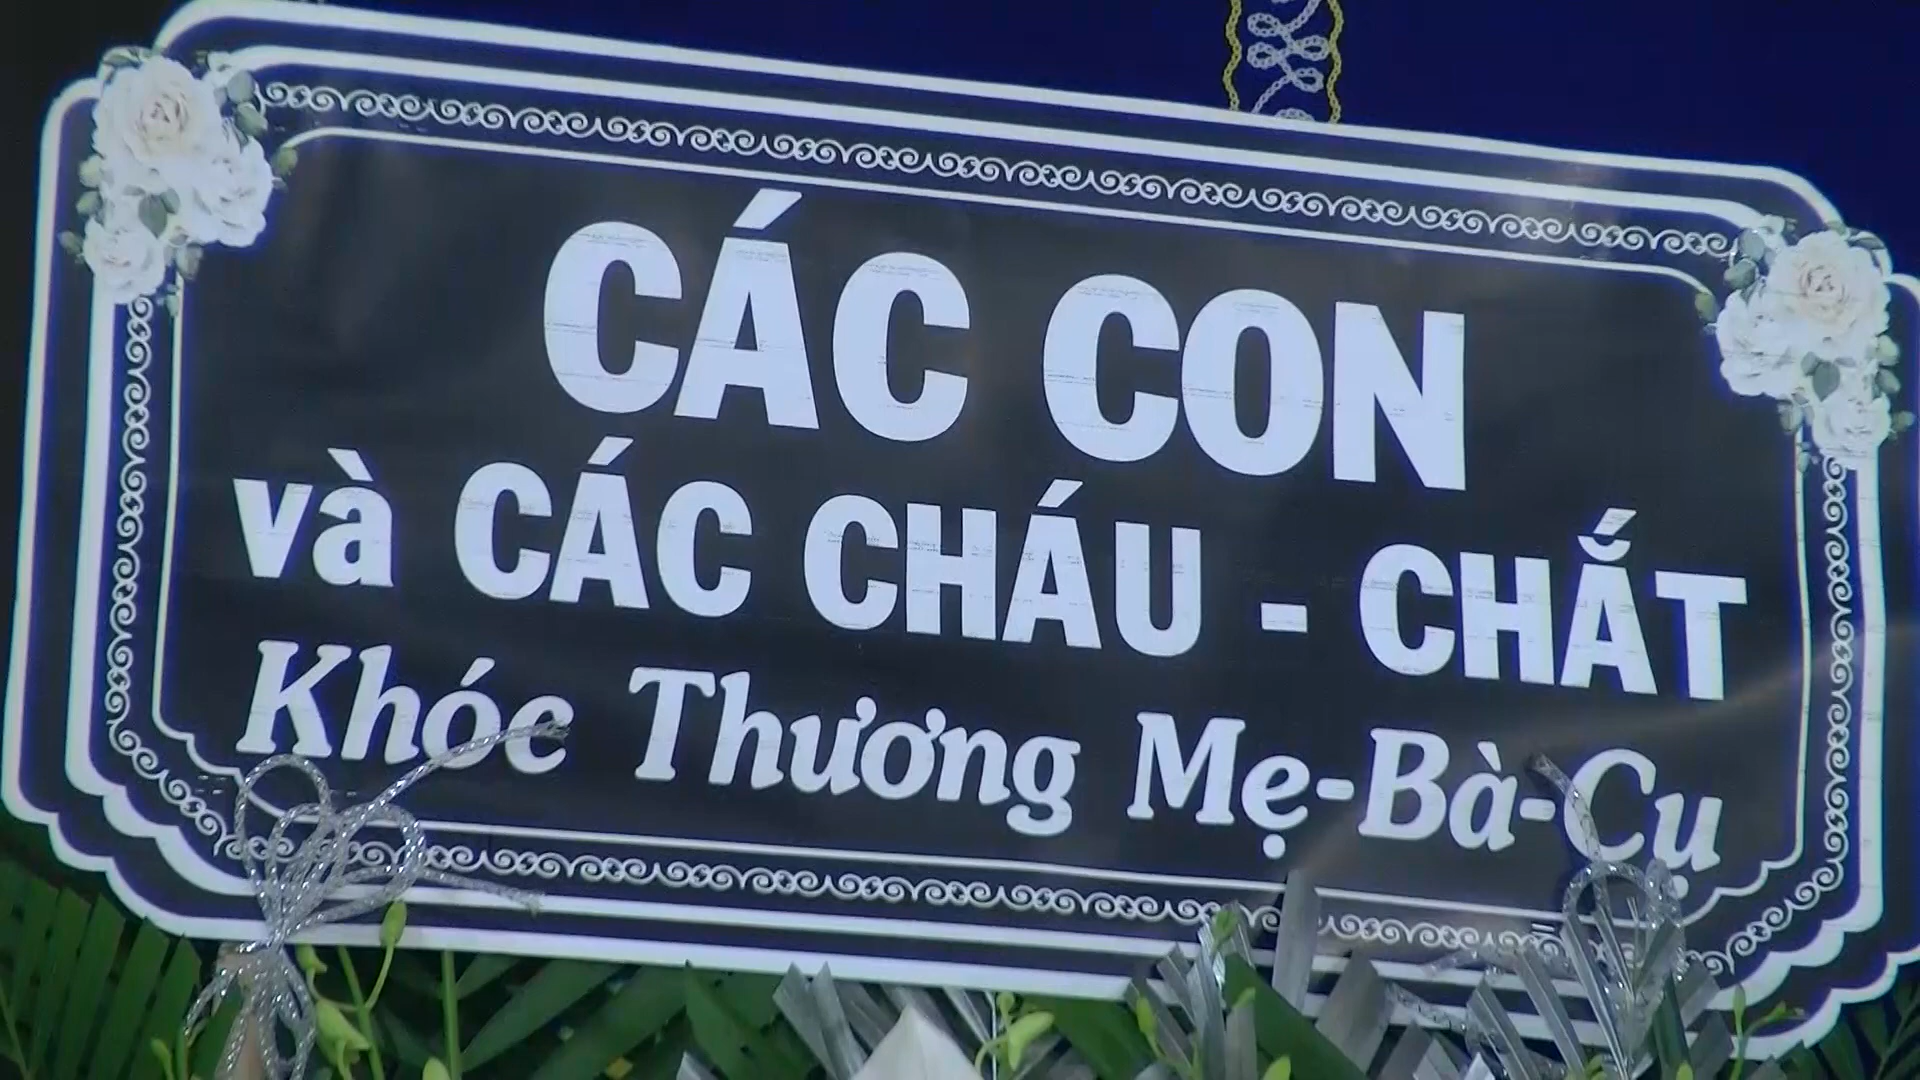 CÁC CON
và CÁC CHÁU - CHẮT
Khóc Thương Mẹ-Bà-Cụ